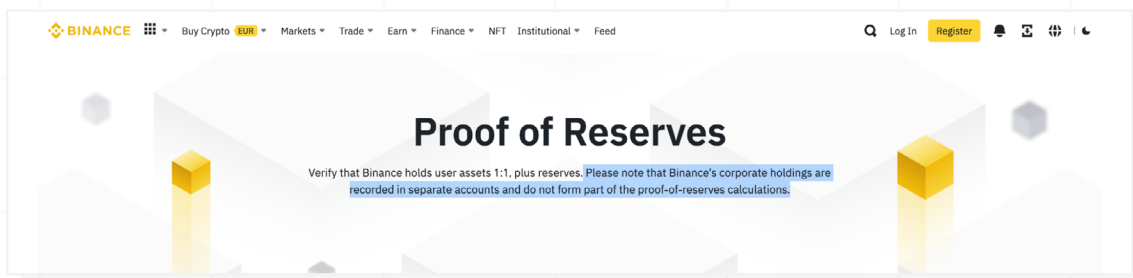 BINANCE Buy Crypto EUR Markets Trade Earn Finance NFT Institutional Feed Log In Register
Proof of Reserves
Verify that Binance holds user assets 1:1, plus reserves. Please note that Binance's corporate holdings are
recorded in separate accounts and do not form part of the proof-of-reserves calculations.